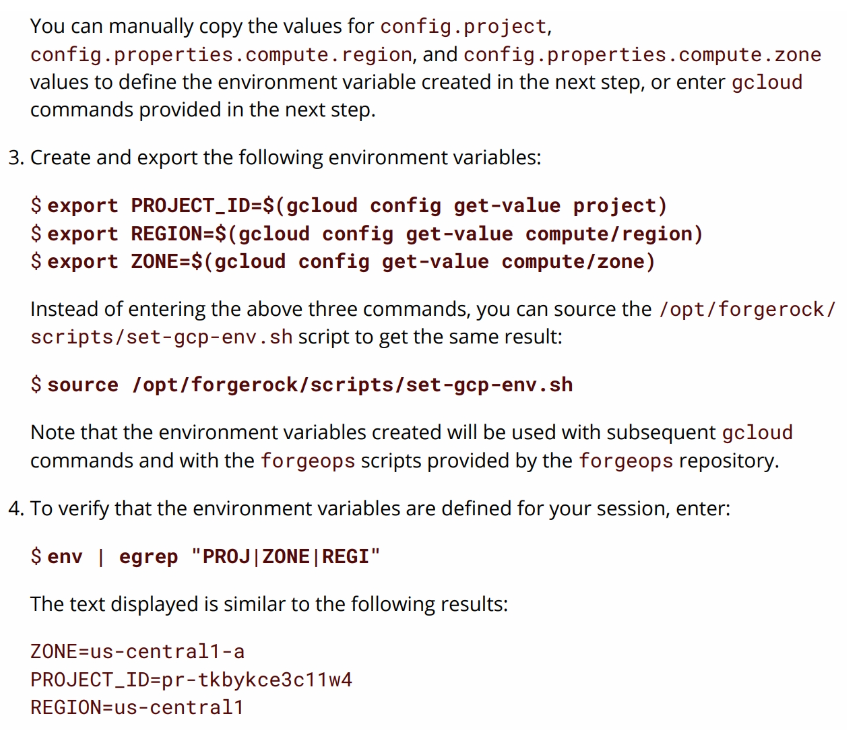 You can manually copy the values for config.project,
config.properties.compute.region, and config.properties.compute.zone
values to define the environment variable created in the next step, or enter gcloud
commands provided in the next step.
3. Create and export the following environment variables:
$ export PROJECT_ID=$(gcloud config get-value project)
$ export REGION=$(gcloud config get-value compute/region)
$ export ZONE=$(gcloud config get-value compute/zone)
Instead of entering the above three commands, you can source the /opt/forgerock/
scripts/set-gcp-env.sh script to get the same result:
$ source /opt/forgerock/scripts/set-gcp-env.sh
Note that the environment variables created will be used with subsequent gcloud
commands and with the forgeops scripts provided by the forgeops repository.
4. To verify that the environment variables are defined for your session, enter:
$ env | egrep "PROJ|ZONE|REGI"
The text displayed is similar to the following results:
ZONE=us-central1-a
PROJECT_ID=pr-tkbykce3c11w4
REGION=us-central1